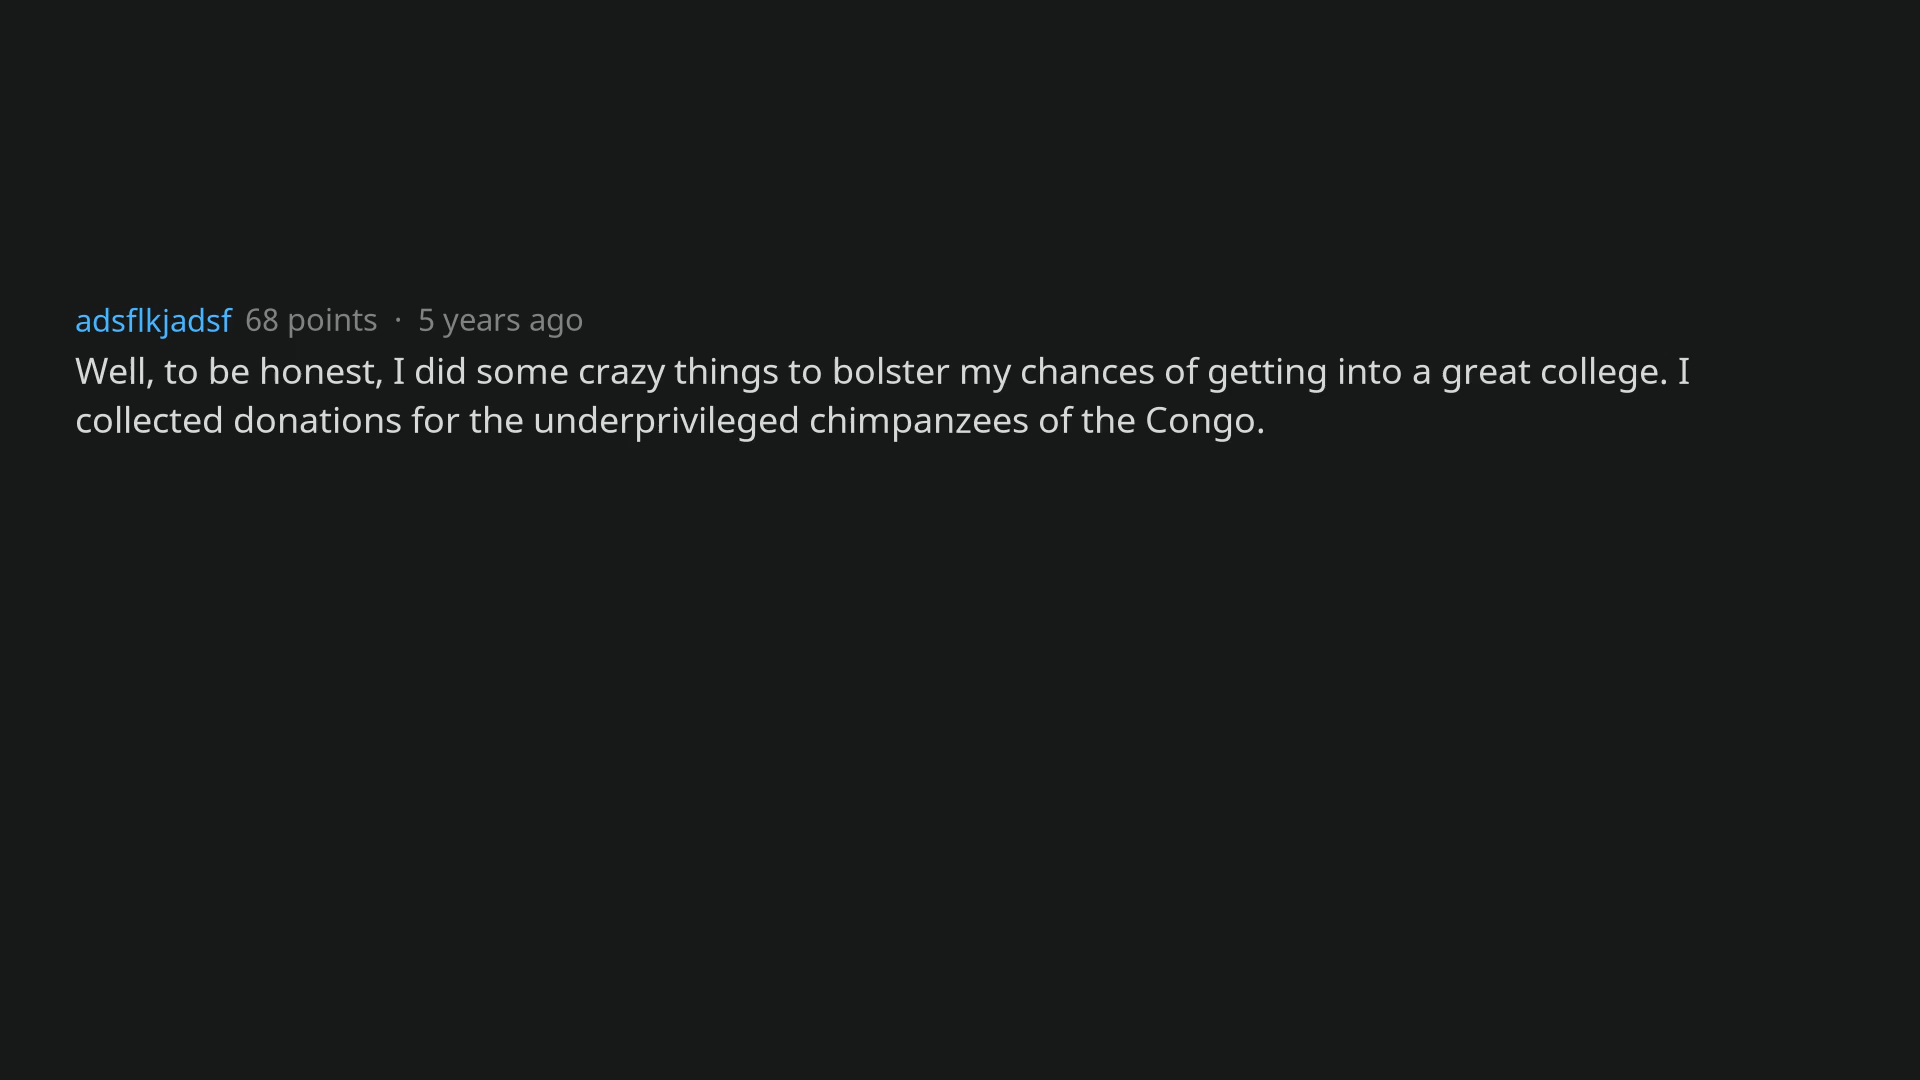 adsflkjadsf 68 points · 5 years ago
Well, to be honest, I did some crazy things to bolster my chances of getting into a great college. I
collected donations for the underprivileged chimpanzees of the Congo.